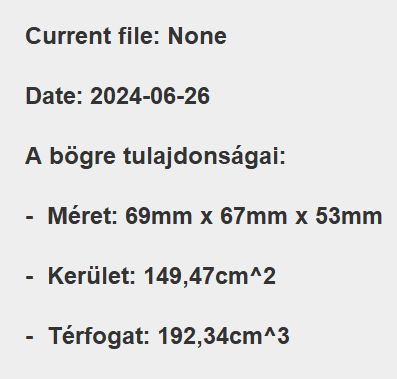 Current file: None
Date: 2024-06-26
A bögre tulajdonságai:
- Méret: 69mm x 67mm x 53mm
- Kerület: 149,47cm^2
- Térfogat: 192,34cm^3